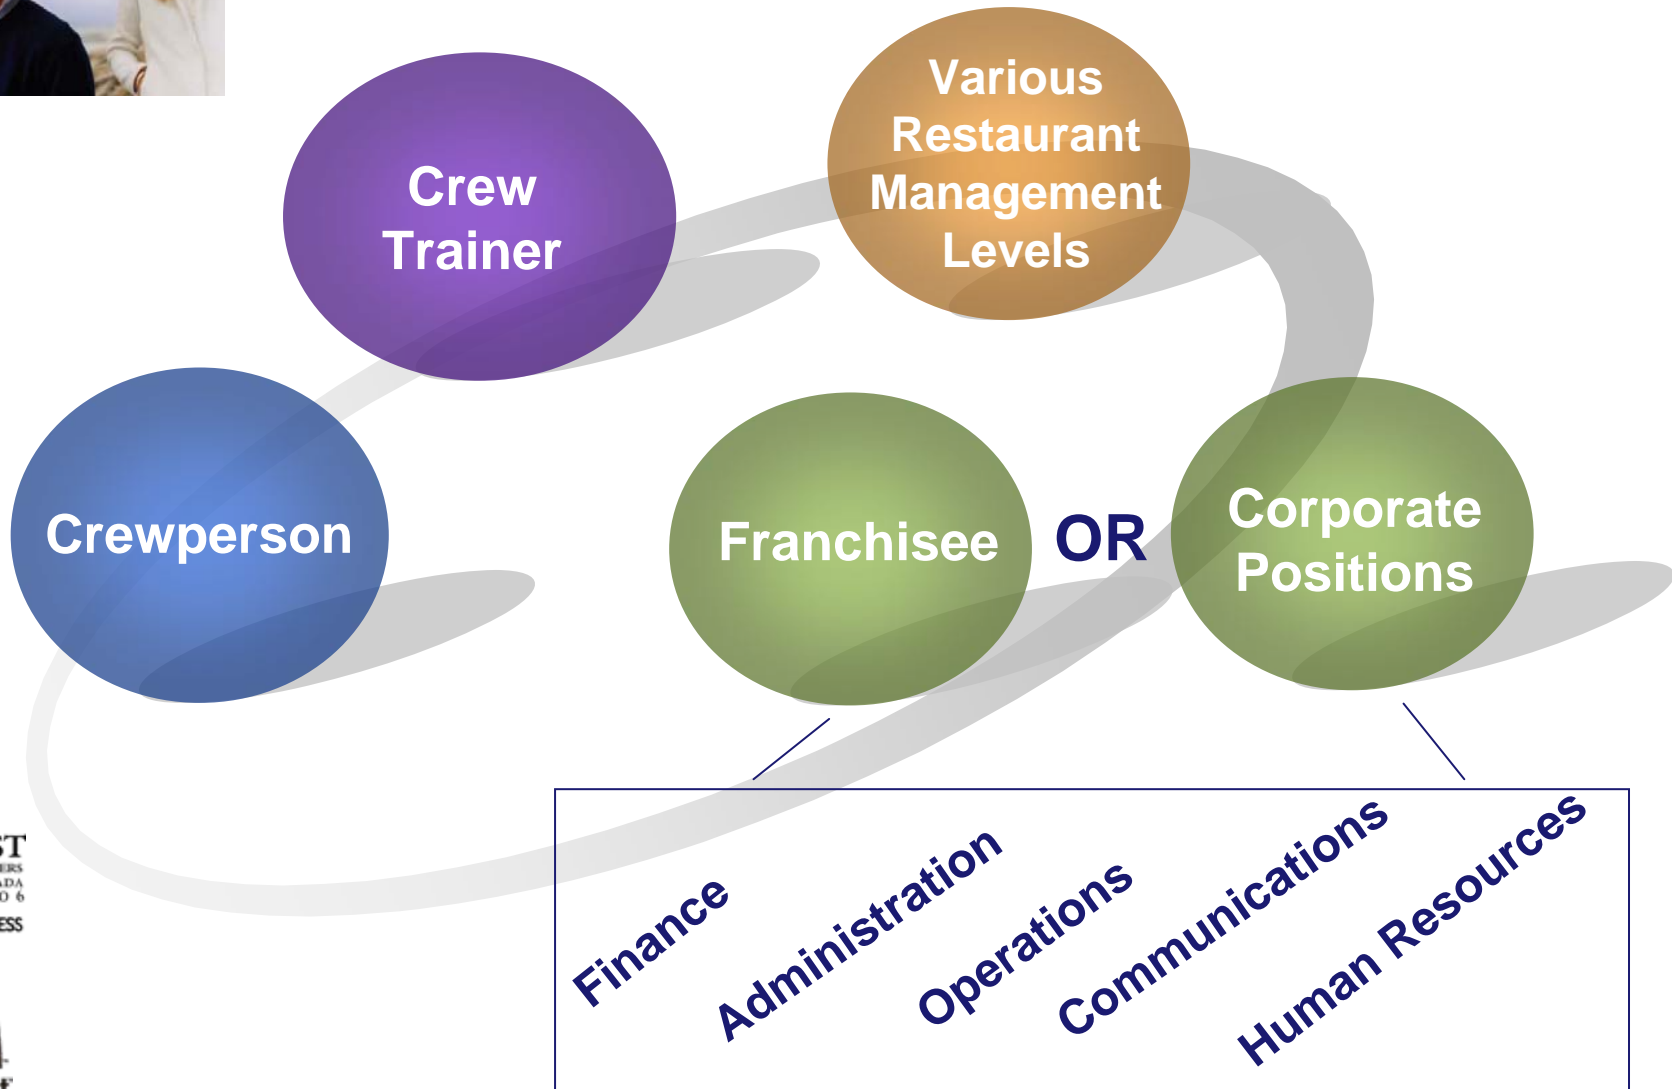 Crew
Trainer
Various
Restaurant
Management
Levels
Crewperson
Franchisee
OR
Corporate
Positions
Finance
Administration
Operations
Communications
Human Resources